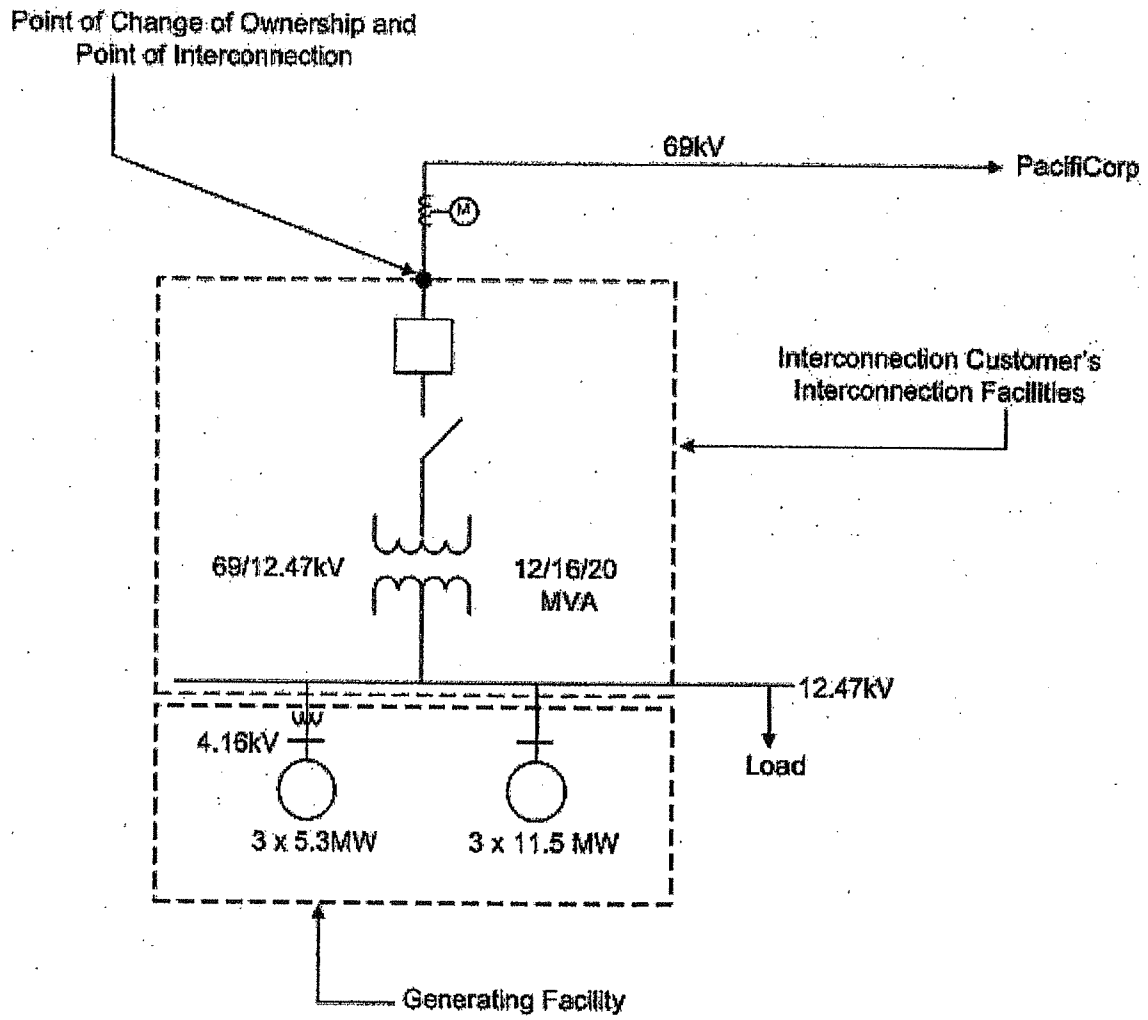 Point of Change of Ownership and
Point of Interconnection
69kV
PacifiCorp
M
Interconnection Customer's
Interconnection Facilities
69/12.47kV
12/16/20
MVA
12.47kV
4.16kV
Load
3 x 5.3MW
3 x 11.5 MW
Generating Facility